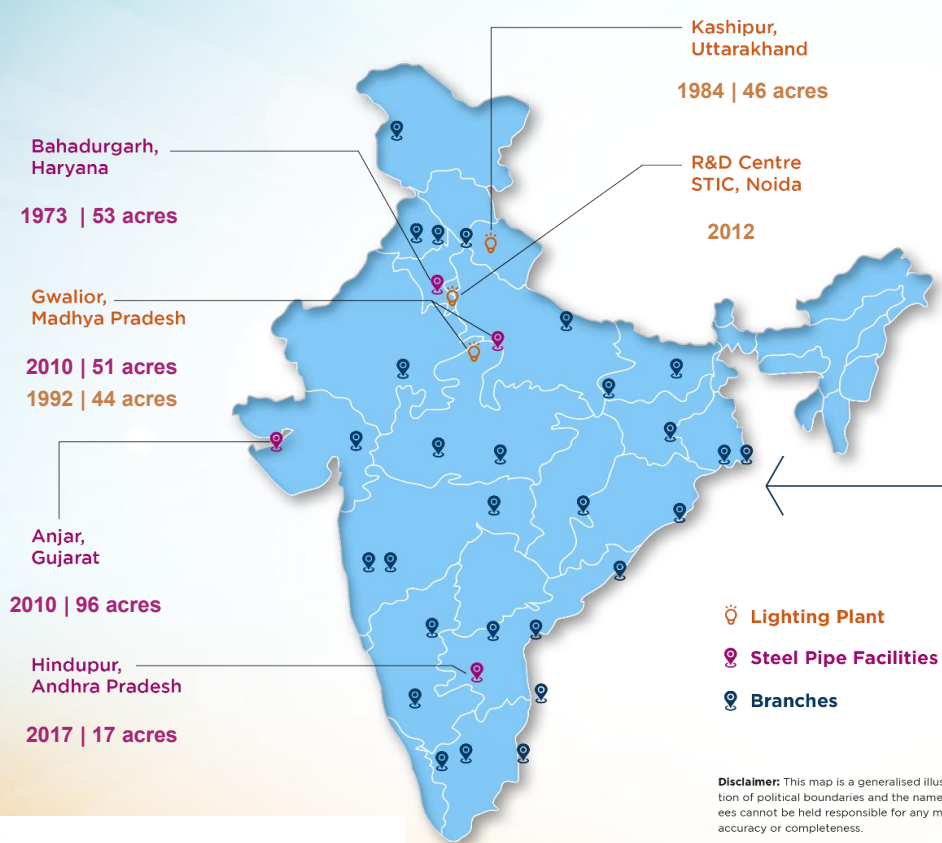 Kashipur,
Uttarakhand
1984 | 46 acres
Bahadurgarh,
Haryana
1973 | 53 acres
R&D Centre
STIC, Noida
2012
Gwalior,
Madhya Pradesh
2010 | 51 acres
1992 | 44 acres
Anjar,
Gujarat
2010 | 96 acres
Hindupur,
Andhra Pradesh
2017 | 17 acres
Lighting Plant
Steel Pipe Facilities
Branches
Disclaimer: This map is a generalised illus
tion of political boundaries and the name
ees cannot be held responsible for any m
accuracy or completeness.